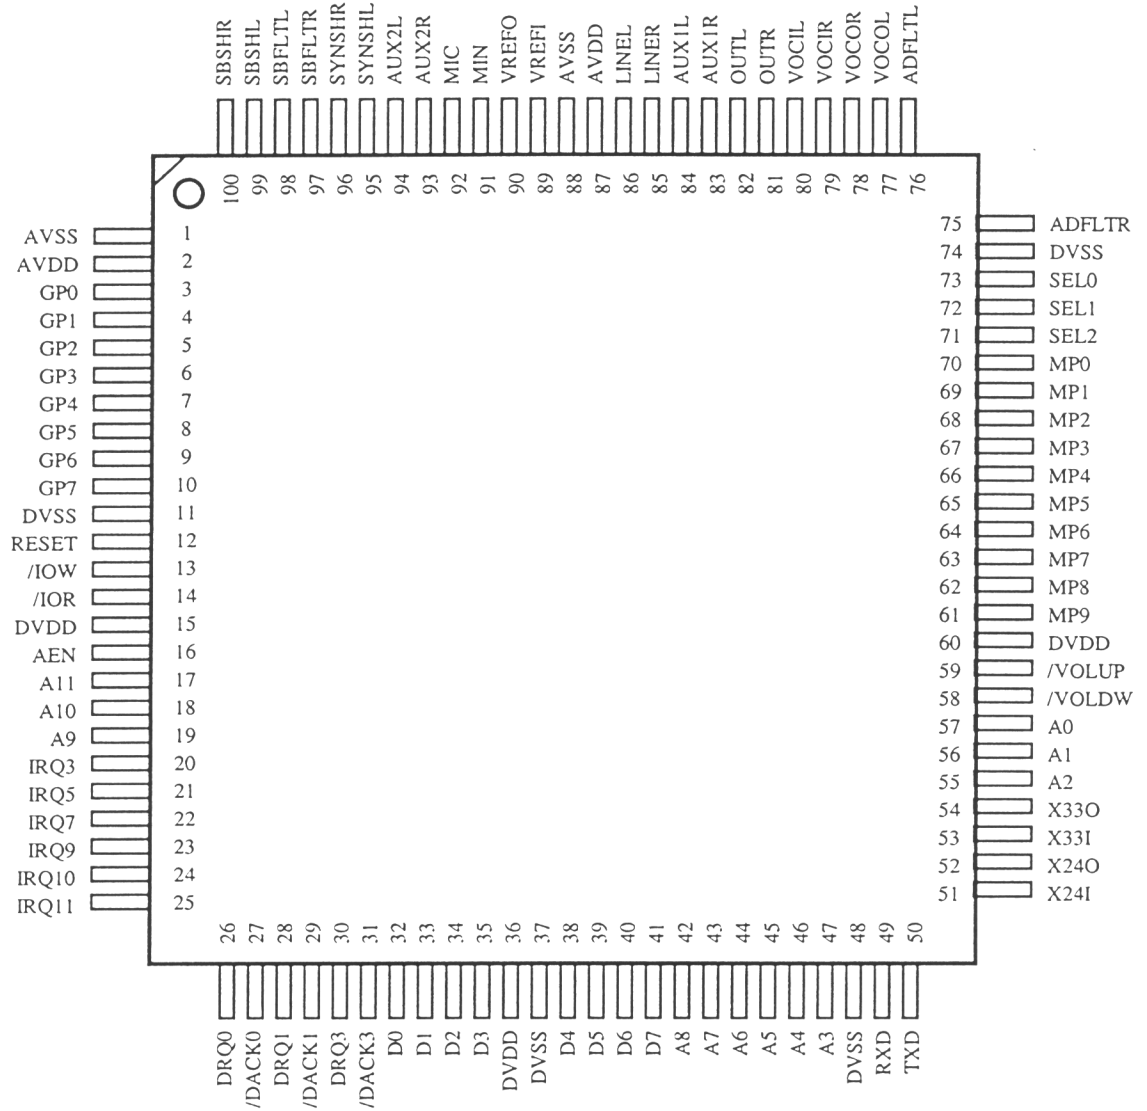 SBSHR
SBSHL
SBFLTL
SBFLTR
SYNSHR
SYNSHL
AUX2L
AUX2R
MIC
MIN
VREFO
VREFI
AVSS
AVDD
LINEL
LINER
AUX1L
AUX1R
OUTL
OUTR
VOCIL
VOCIR
VOCOR
VOCOL
ADFLTL
100
99
98
97
96
95
94
93
92
91
90
89
88
87
86
85
84
83
82
81
80
79
78
77
76
AVSS 1
AVDD 2
GP0 3
GP1 4
GP2 5
GP3 6
GP4 7
GP5 8
GP6 9
GP7 10
DVSS 11
RESET 12
/IOW 13
/IOR 14
DVDD 15
AEN 16
A11 17
A10 18
A9 19
IRQ3 20
IRQ5 21
IRQ7 22
IRQ9 23
IRQ10 24
IRQ11 25
75 ADFLTR
74 DVSS
73 SEL0
72 SEL1
71 SEL2
70 MP0
69 MP1
68 MP2
67 MP3
66 MP4
65 MP5
64 MP6
63 MP7
62 MP8
61 MP9
60 DVDD
59 /VOLUP
58 /VOLDW
57 A0
56 A1
55 A2
54 X33O
53 X33I
52 X24O
51 X24I
26
27
28
29
30
31
32
33
34
35
36
37
38
39
40
41
42
43
44
45
46
47
48
49
50
DRQ0
/DACK0
DRQ1
/DACK1
DRQ3
/DACK3
D0
D1
D2
D3
DVDD
DVSS
D4
D5
D6
D7
A8
A7
A6
A5
A4
A3
DVSS
RXD
TXD